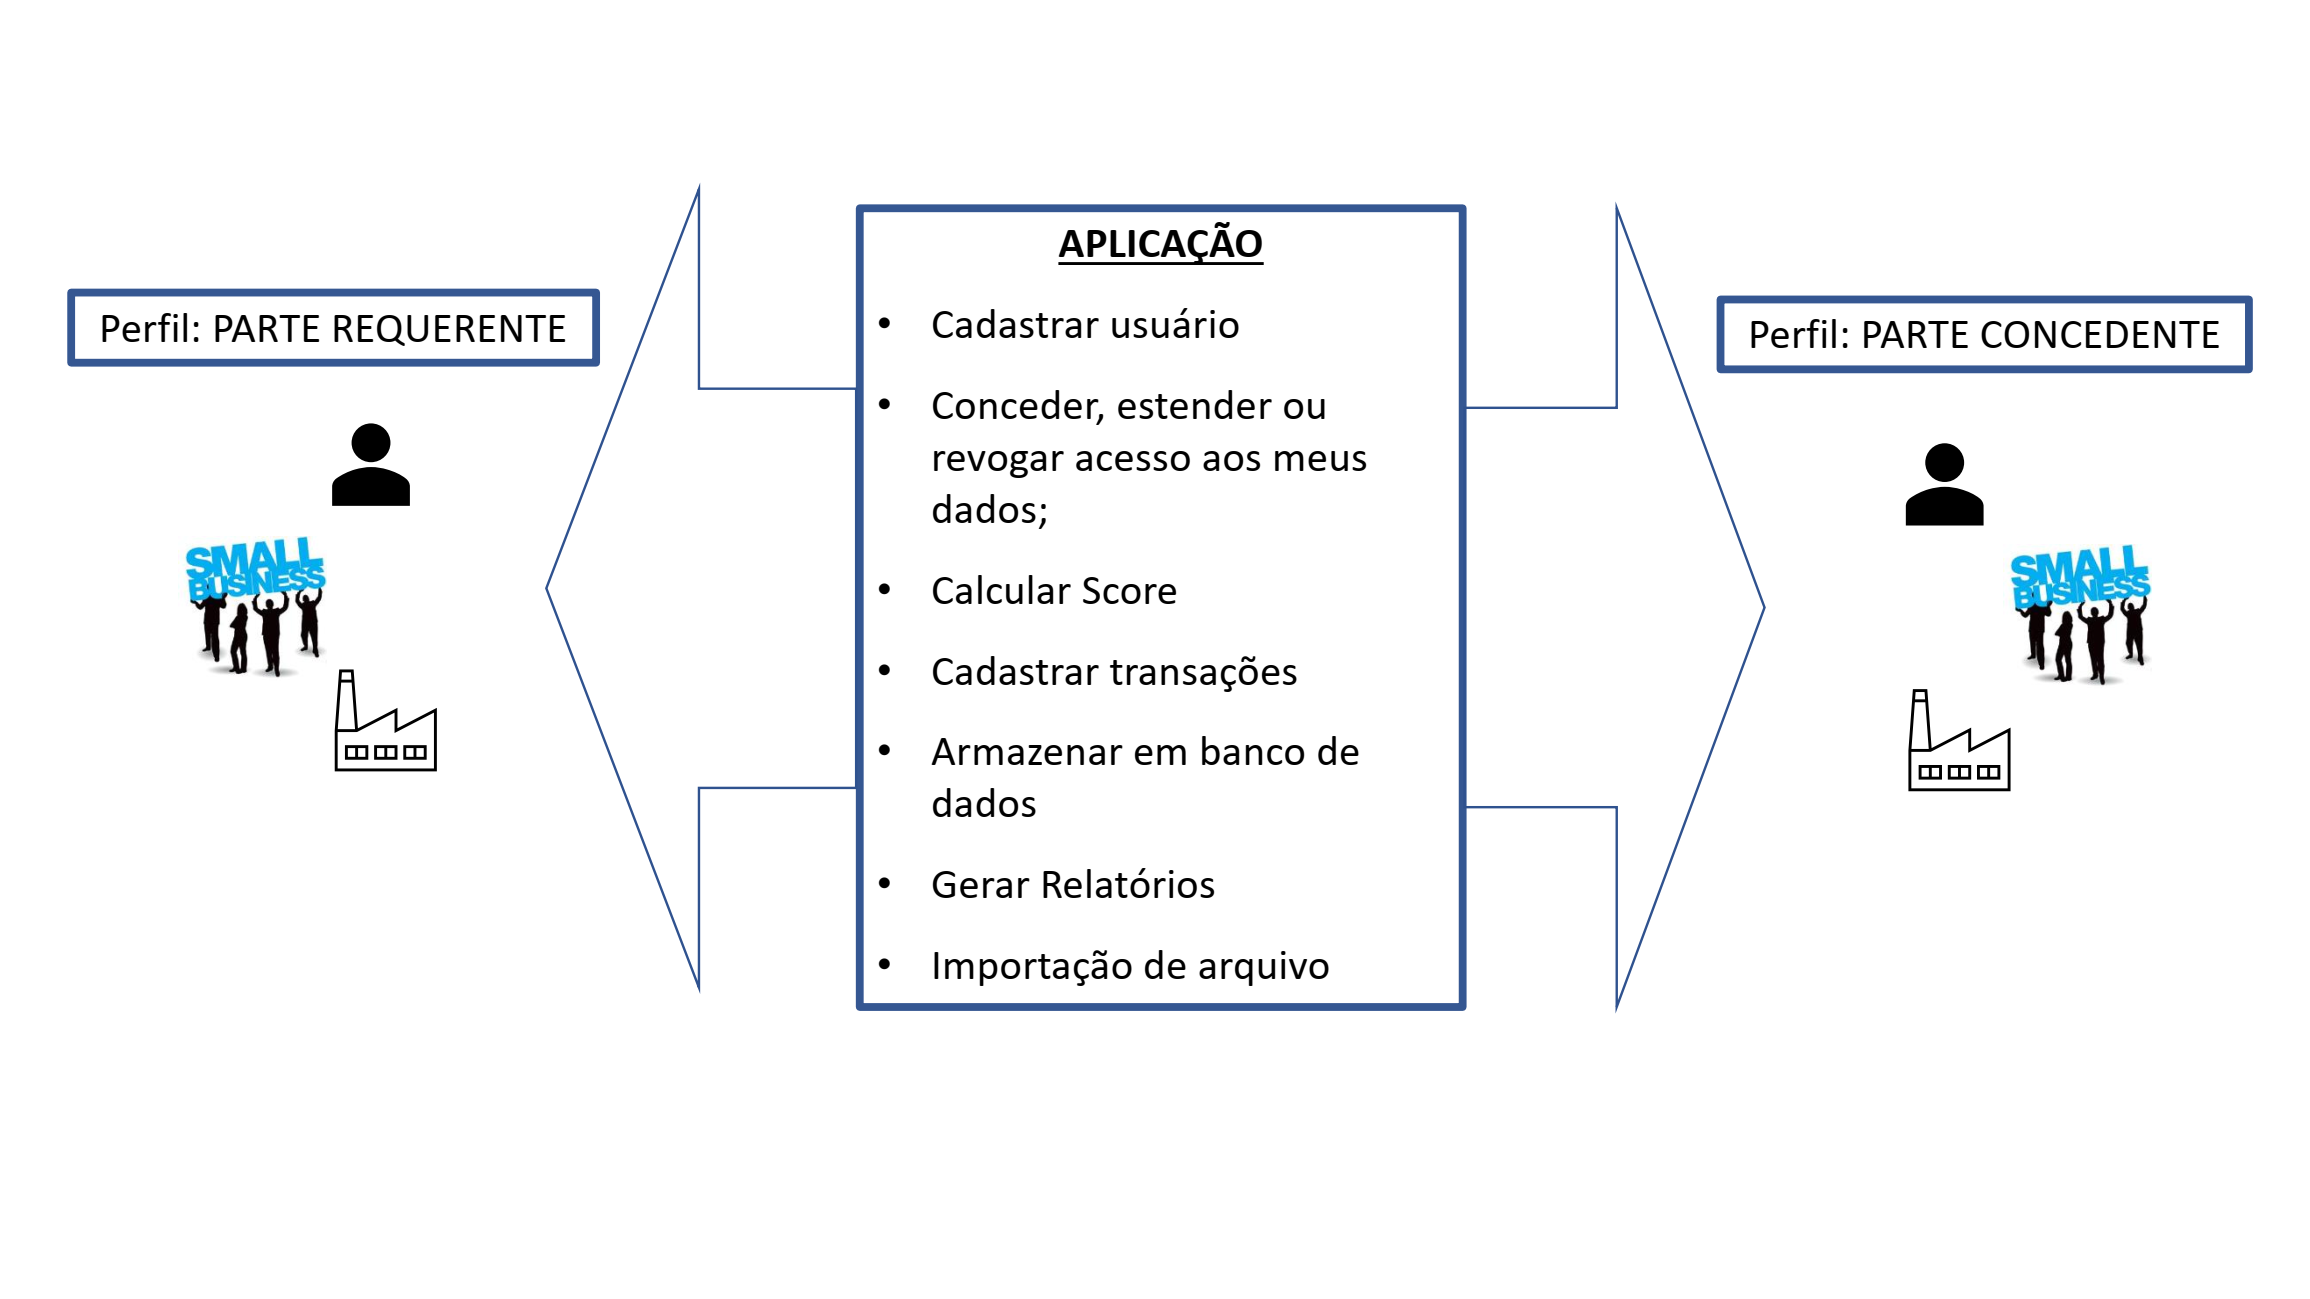 Perfil: PARTE REQUERENTE
SMALL
BUSINESS
APLICAÇÃO
• Cadastrar usuário
• Conceder, estender ou
revogar acesso aos meus
dados;
• Calcular Score
• Cadastrar transações
• Armazenar em banco de
dados
• Gerar Relatórios
• Importação de arquivo
Perfil: PARTE CONCEDENTE
SMALL
BUSINESS